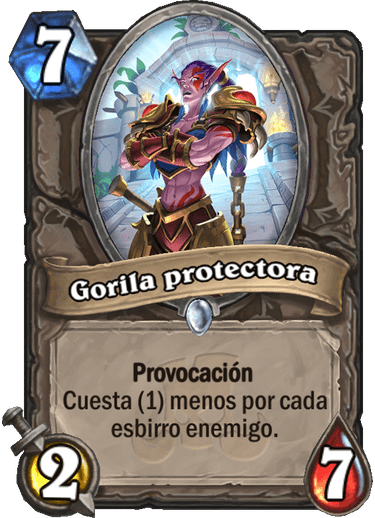 7
Gorila protectora
Provocación
Cuesta (1) menos por cada
esbirro enemigo.
2
7